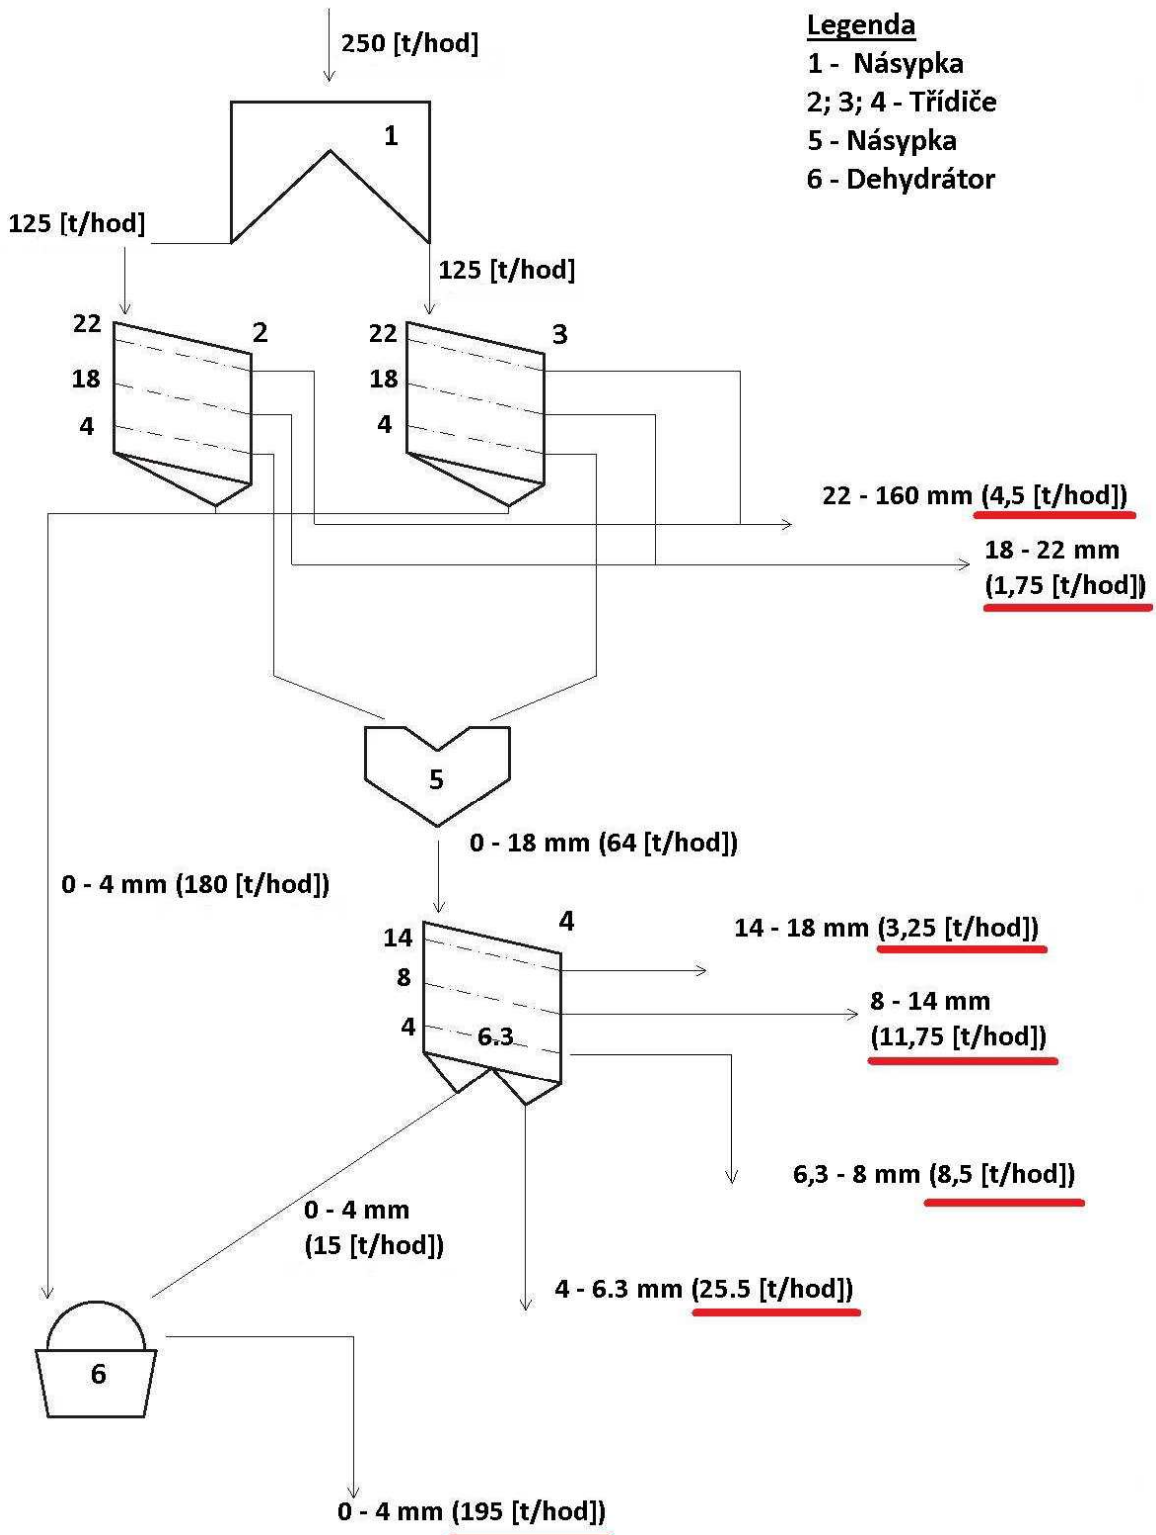 250 [t/hod]
Legenda
1 - Násypka
2; 3; 4 - Třídiče
5 - Násypka
6 - Dehydrátor
1
125 [t/hod]
125 [t/hod]
22
18
4
2
22
18
4
3
22 - 160 mm (4,5 [t/hod])
18 - 22 mm
(1,75 [t/hod])
5
0 - 18 mm (64 [t/hod])
0 - 4 mm (180 [t/hod])
14
8
4
6.3
4
14 - 18 mm (3,25 [t/hod])
8 - 14 mm
(11,75 [t/hod])
6,3 - 8 mm (8,5 [t/hod])
0 - 4 mm
(15 [t/hod])
4 - 6.3 mm (25.5 [t/hod])
6
0 - 4 mm (195 [t/hod])